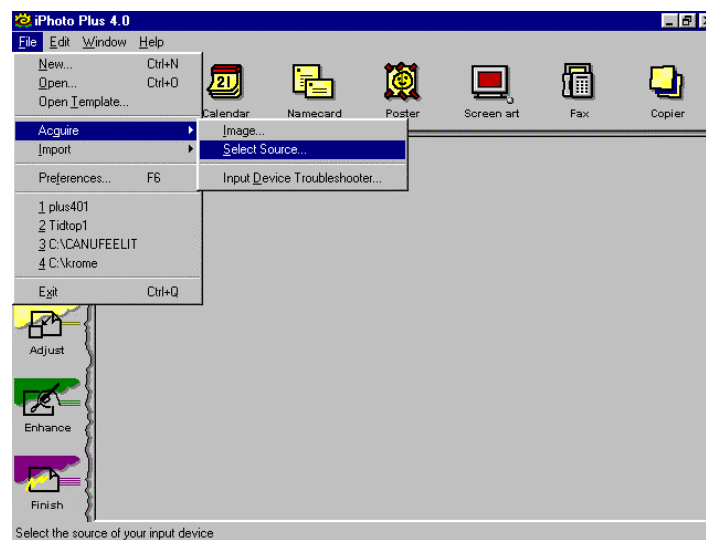 iPhoto Plus 4.0
File Edit Window Help
New... Ctrl+N
Open... Ctrl+O
Open Template...
Acquire
Import
Preferences... F6
1 plus401
2 Tidtop1
3 C:\CANUFEELIT
4 C:\krome
Exit Ctrl+Q
Image...
Select Source...
Input Device Troubleshooter...
21
Calendar Namecard Poster Screen art Fax Copier
Adjust
Enhance
Finish
Select the source of your input device